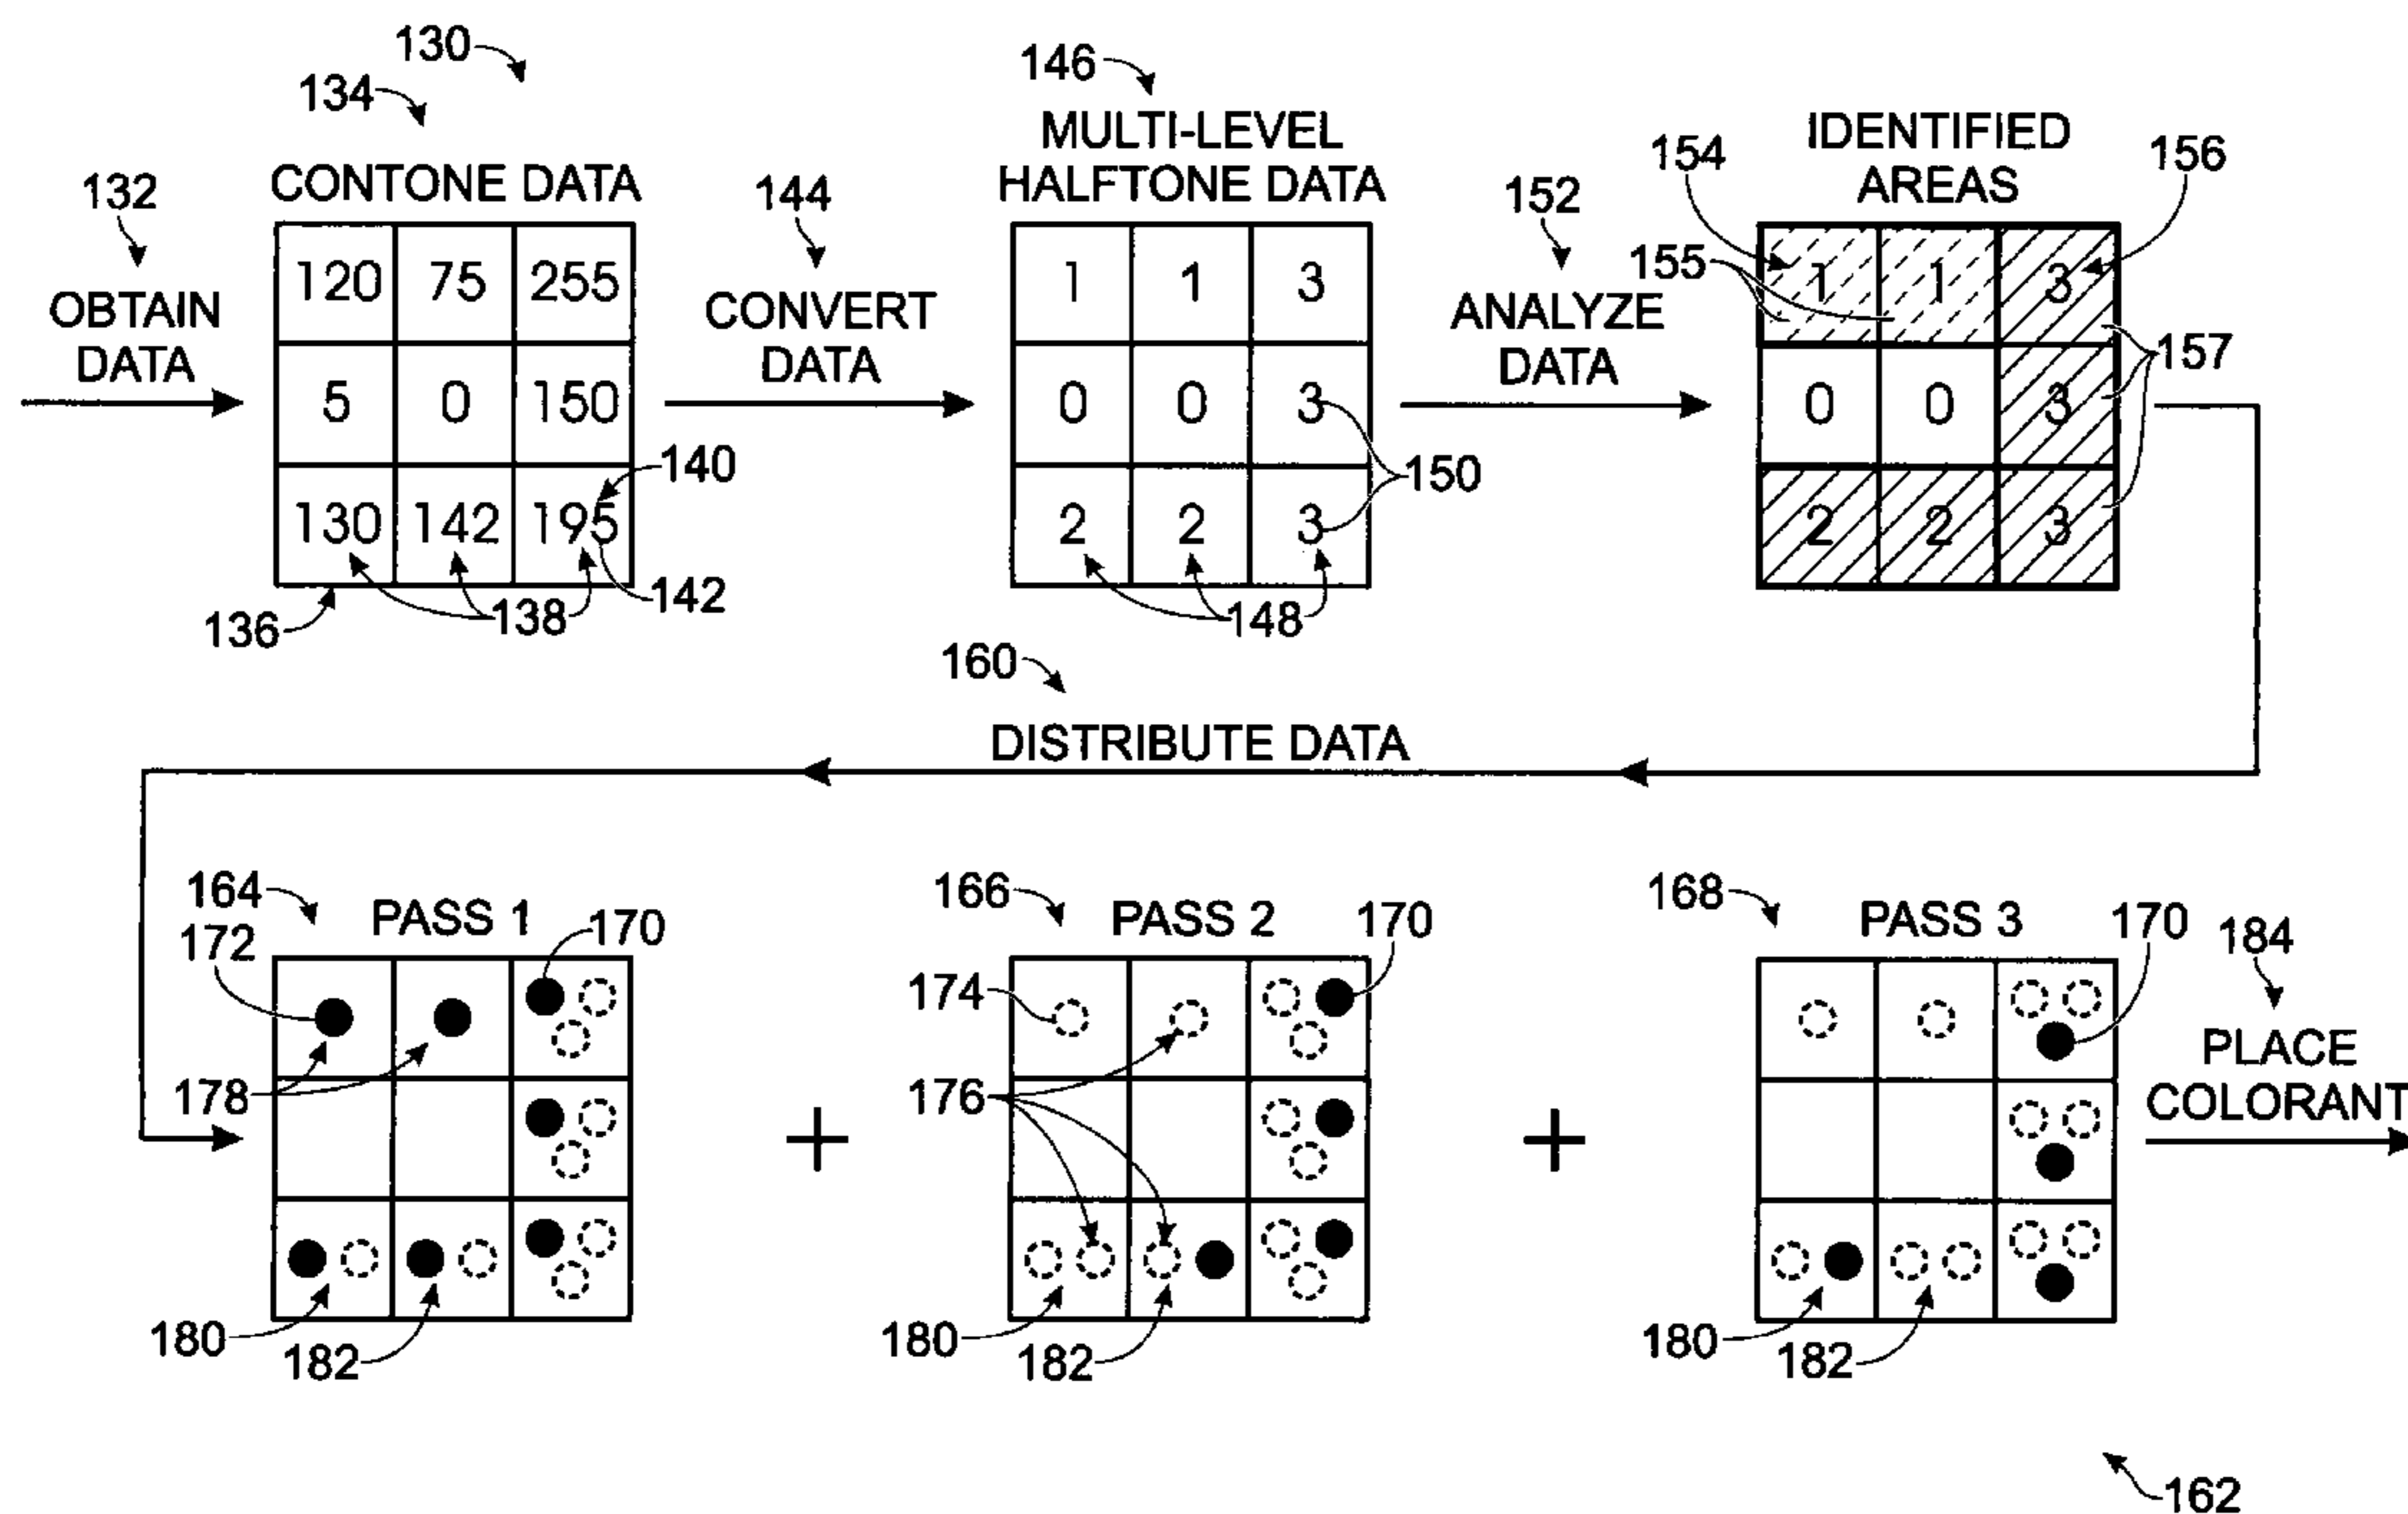 130
134
146
MULTI-LEVEL
HALFTONE DATA
IDENTIFIED
AREAS
154
156
132
CONTONE DATA
144
152
155
OBTAIN
DATA
120 75 255
5 0 150
130 142 195
CONVERT
DATA
1 1 3
0 0 3
2 2 3
ANALYZE
DATA
1 1 3
0 0 3
2 2 3
157
140
150
142
136
138
148
160
DISTRIBUTE DATA
164
172
PASS 1
170
166
PASS 2
170
168
PASS 3
170
184
174
178
176
+
+
PLACE
COLORANT
180
182
180
182
180
182
162